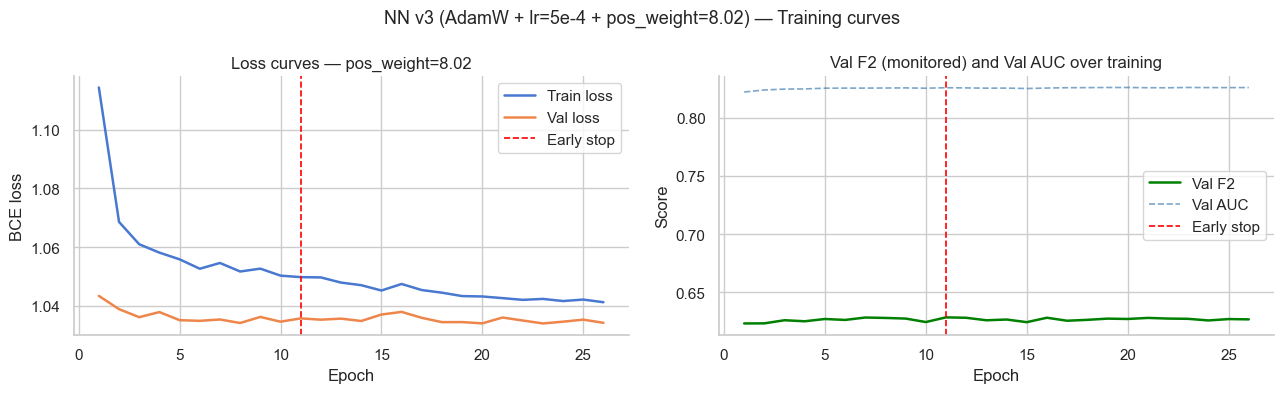 NN v3 (AdamW + lr=5e-4 + pos_weight=8.02) — Training curves
Loss curves — pos_weight=8.02
BCE loss
1.10
1.08
1.06
1.04
Train loss
Val loss
Early stop
0 5 10 15 20 25
Epoch
Val F2 (monitored) and Val AUC over training
Score
0.80
0.75
0.70
0.65
Val F2
Val AUC
Early stop
0 5 10 15 20 25
Epoch